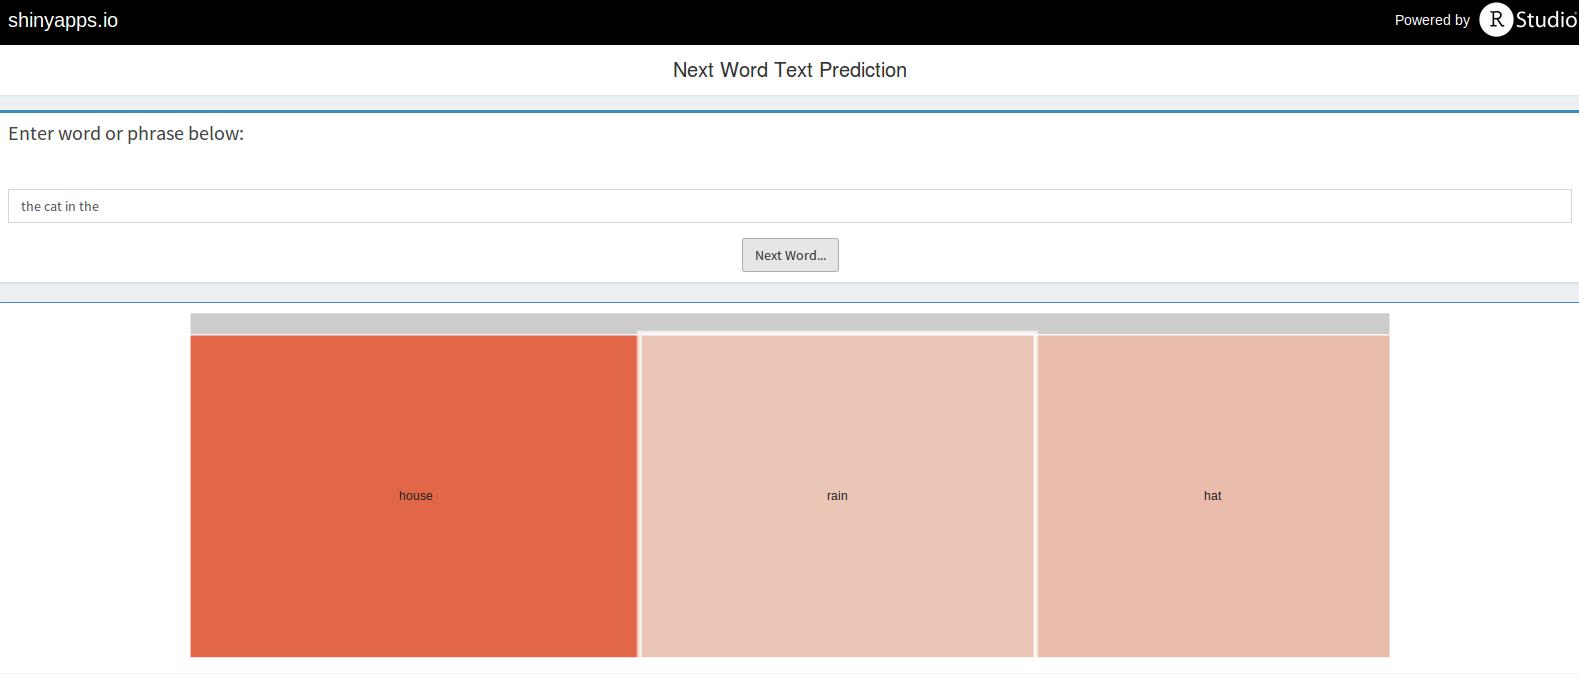 shinyapps.io
Powered by R Studio
Next Word Text Prediction
Enter word or phrase below:
the cat in the
Next Word...
house rain hat